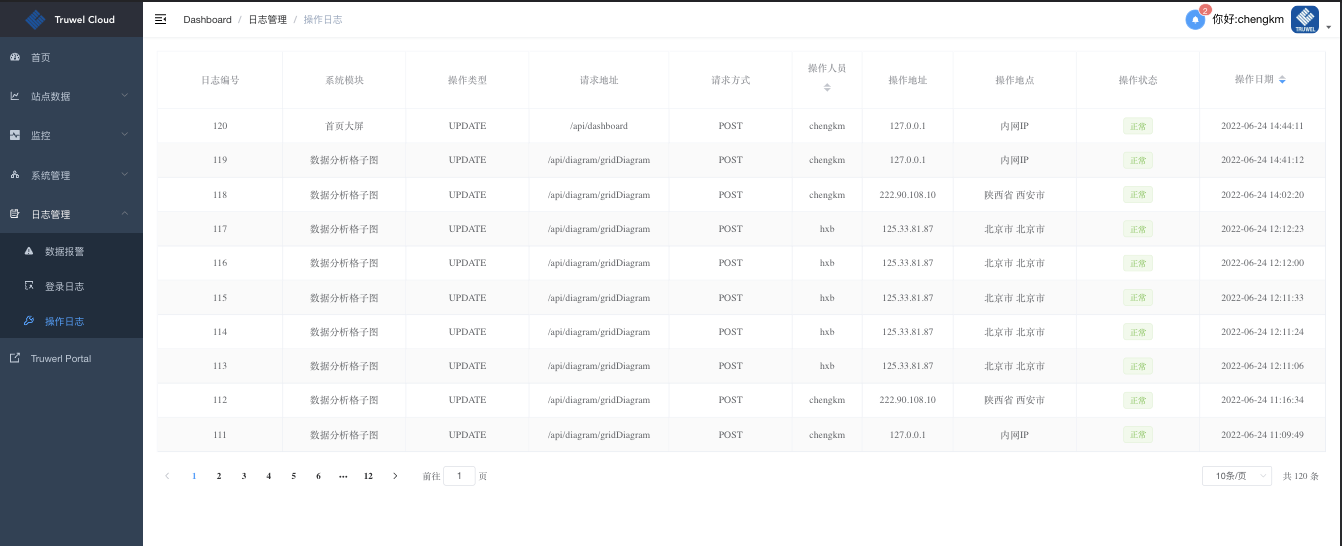 Truwel Cloud
Dashboard / 日志管理 / 操作日志
2
你好:chengkm
TRUWEL
首页
站点数据
监控
系统管理
日志管理
数据报警
登录日志
操作日志
Truwerl Portal
日志编号 系统模块 操作类型 请求地址 请求方式 操作人员 操作地址 操作地点 操作状态 操作日期
120 首页大屏 UPDATE /api/dashboard POST chengkm 127.0.0.1 内网IP 正常 2022-06-24 14:44:11
119 数据分析格子图 UPDATE /api/diagram/gridDiagram POST chengkm 127.0.0.1 内网IP 正常 2022-06-24 14:41:12
118 数据分析格子图 UPDATE /api/diagram/gridDiagram POST chengkm 222.90.108.10 陕西省 西安市 正常 2022-06-24 14:02:20
117 数据分析格子图 UPDATE /api/diagram/gridDiagram POST hxb 125.33.81.87 北京市 北京市 正常 2022-06-24 12:12:23
116 数据分析格子图 UPDATE /api/diagram/gridDiagram POST hxb 125.33.81.87 北京市 北京市 正常 2022-06-24 12:12:00
115 数据分析格子图 UPDATE /api/diagram/gridDiagram POST hxb 125.33.81.87 北京市 北京市 正常 2022-06-24 12:11:33
114 数据分析格子图 UPDATE /api/diagram/gridDiagram POST hxb 125.33.81.87 北京市 北京市 正常 2022-06-24 12:11:24
113 数据分析格子图 UPDATE /api/diagram/gridDiagram POST hxb 125.33.81.87 北京市 北京市 正常 2022-06-24 12:11:06
112 数据分析格子图 UPDATE /api/diagram/gridDiagram POST chengkm 222.90.108.10 陕西省 西安市 正常 2022-06-24 11:16:34
111 数据分析格子图 UPDATE /api/diagram/gridDiagram POST chengkm 127.0.0.1 内网IP 正常 2022-06-24 11:09:49
1 2 3 4 5 6 ••• 12 前往 1 页 10条/页 共 120 条